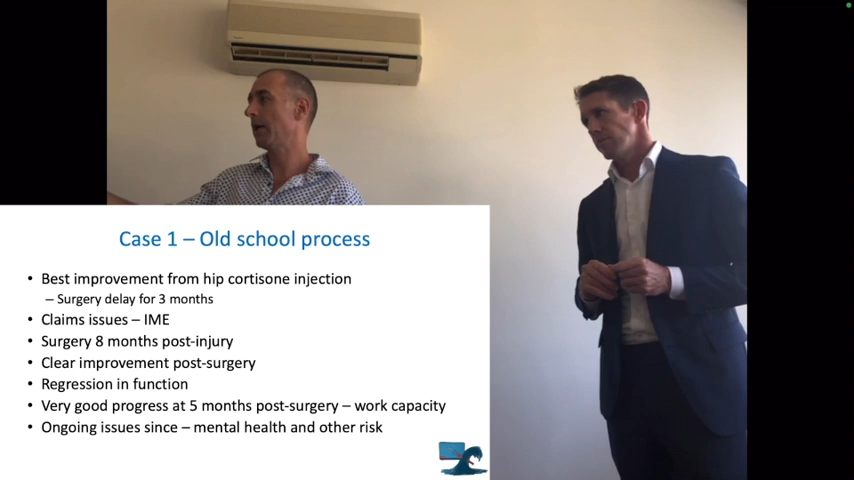 Case 1 – Old school process
• Best improvement from hip cortisone injection
– Surgery delay for 3 months
• Claims issues – IME
• Surgery 8 months post-injury
• Clear improvement post-surgery
• Regression in function
• Very good progress at 5 months post-surgery – work capacity
• Ongoing issues since – mental health and other risk